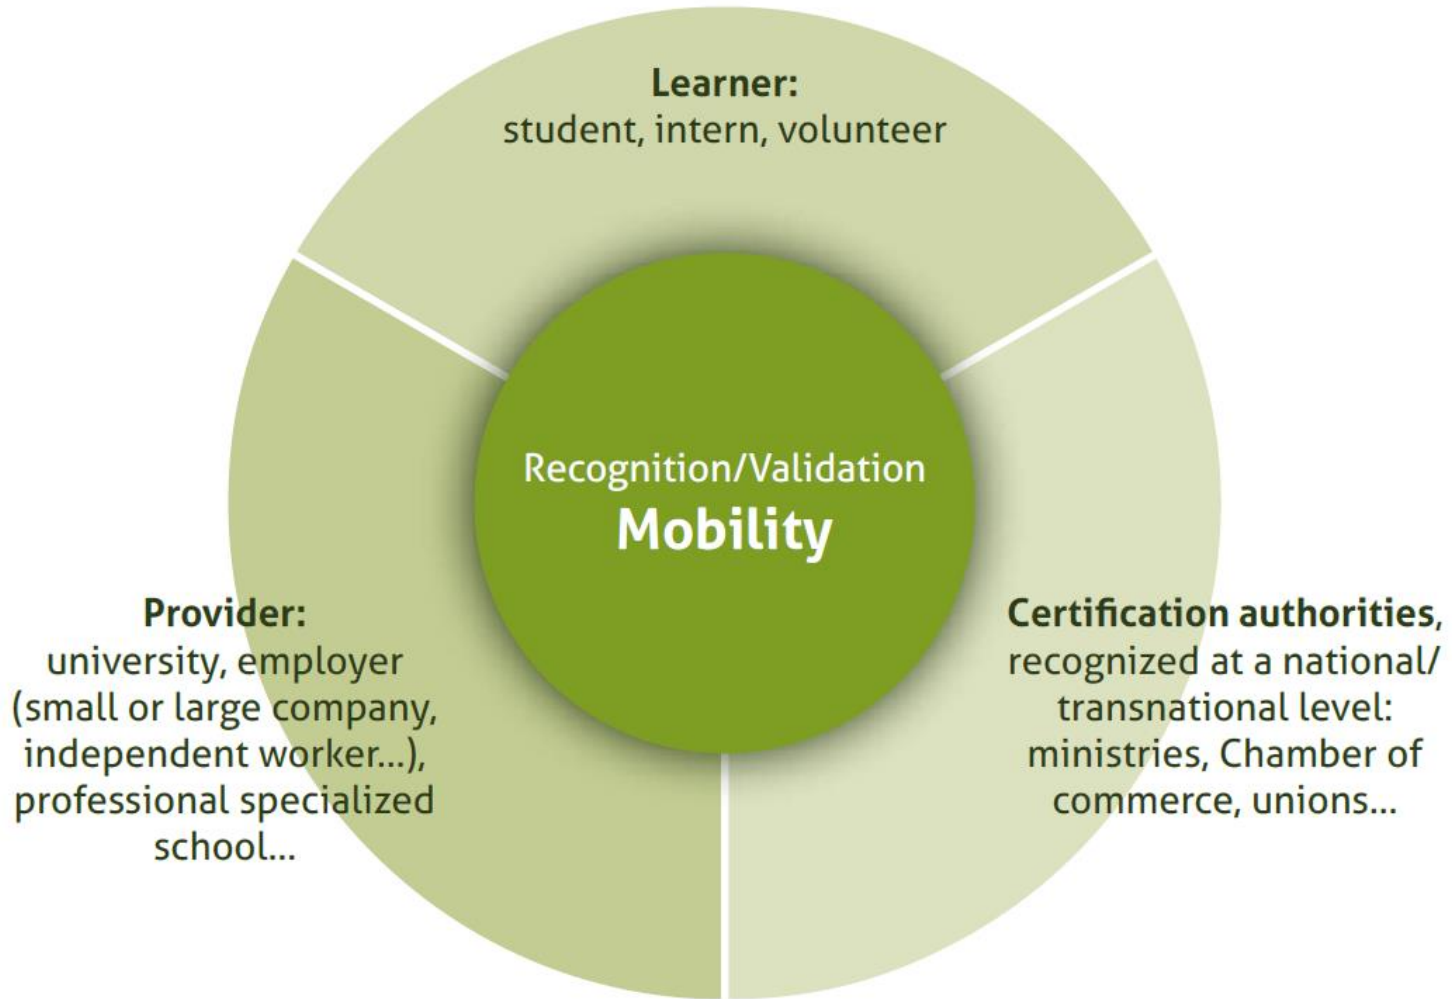 Learner:
student, intern, volunteer
Recognition/Validation
Mobility
Provider:
university, employer
(small or large company,
independent worker...),
professional specialized
school...
Certification authorities,
recognized at a national/
transnational level:
ministries, Chamber of
commerce, unions...